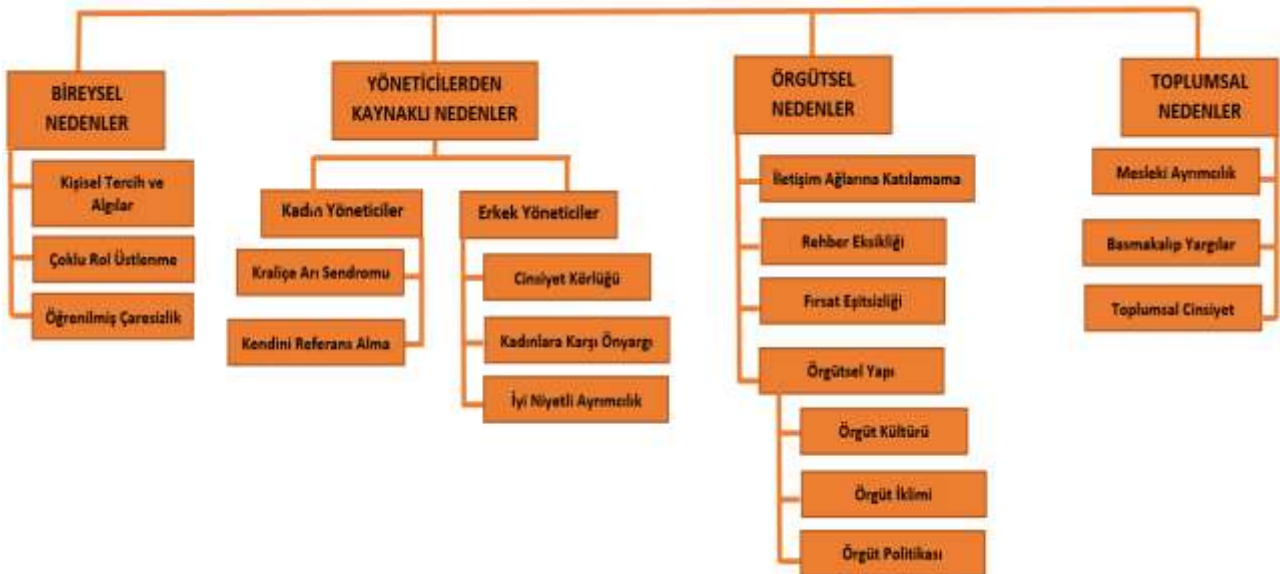 BİREYSEL
NEDENLER
Kişisel Tercih ve
Algılar
Çoklu Rol Üstlenme
Öğrenilmiş Çaresizlik
YÖNETİCİLERDEN
KAYNAKLI NEDENLER
Kadın Yöneticiler
Kraliçe Arı Sendromu
Kendini Referans Alma
Erkek Yöneticiler
Cinsiyet Körlüğü
Kadınlara Karşı Önyargı
İyi Niyetli Ayrımcılık
ÖRGÜTSEL
NEDENLER
İletişim Ağlarına Katılamama
Rehber Eksikliği
Fırsat Eşitsizliği
Örgütsel Yapı
Örgüt Kültürü
Örgüt İklimi
Örgüt Politikası
TOPLUMSAL
NEDENLER
Mesleki Ayrımcılık
Basmakalıp Yargılar
Toplumsal Cinsiyet